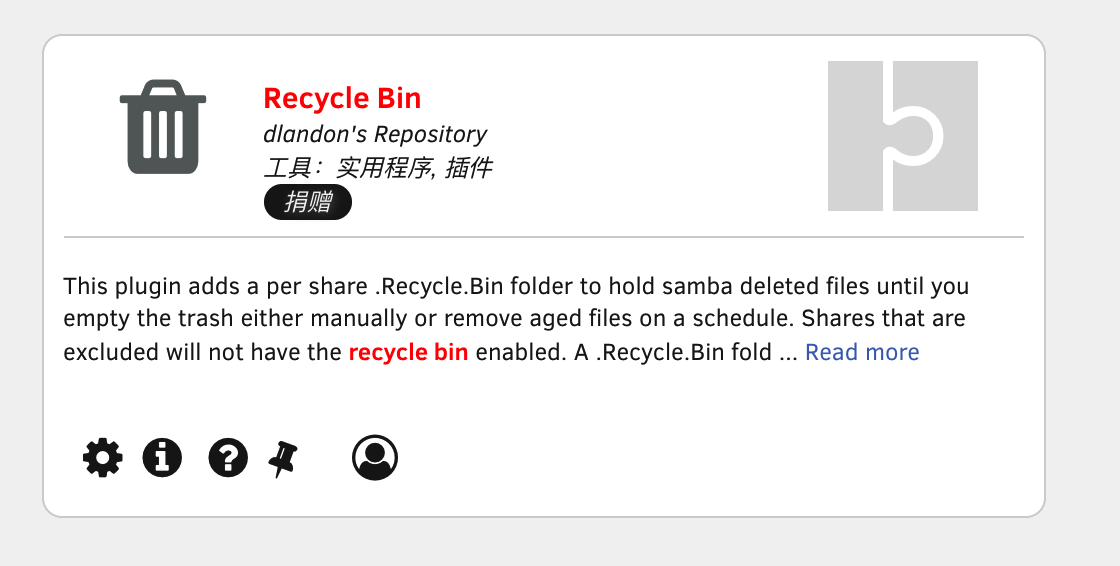 Recycle Bin
dlandon's Repository
工具：实用程序, 插件
捐赠
This plugin adds a per share .Recycle.Bin folder to hold samba deleted files until you
empty the trash either manually or remove aged files on a schedule. Shares that are
excluded will not have the recycle bin enabled. A .Recycle.Bin fold ... Read more